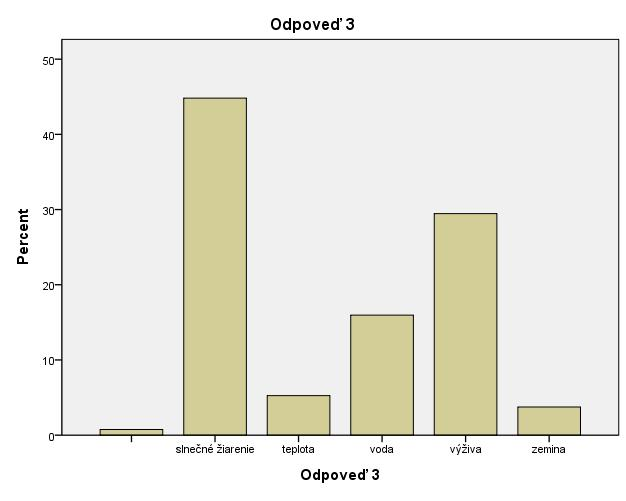 Odpoveď 3
Percent
50
40
30
20
10
0
slnečné žiarenie teplota voda výživa zemina
Odpoveď 3